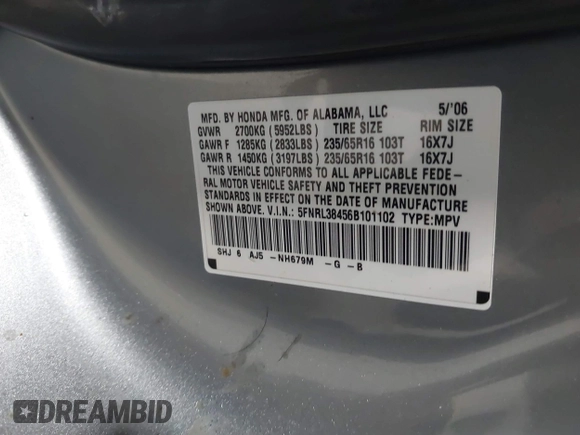 MFD. BY HONDA MFG. OF ALABAMA, LLC 5/'06
GVWR 2700KG (5952LBS) TIRE SIZE RIM SIZE
GAWR F 1285KG (2833LBS) 235/65R16 103T 16X7J
GAWR R 1450KG (3197LBS) 235/65R16 103T 16X7J
THIS VEHICLE CONFORMS TO ALL APPLICABLE FEDE-
RAL MOTOR VEHICLE SAFETY AND THEFT PREVENTION
STANDARDS IN EFFECT ON THE DATE OF MANUFACTURE
SHOWN ABOVE. V.I.N.: 5FNRL38456B101102 TYPE:MPV
SHJ 6 AJ5 -NH679M -G -B
DREAMBID